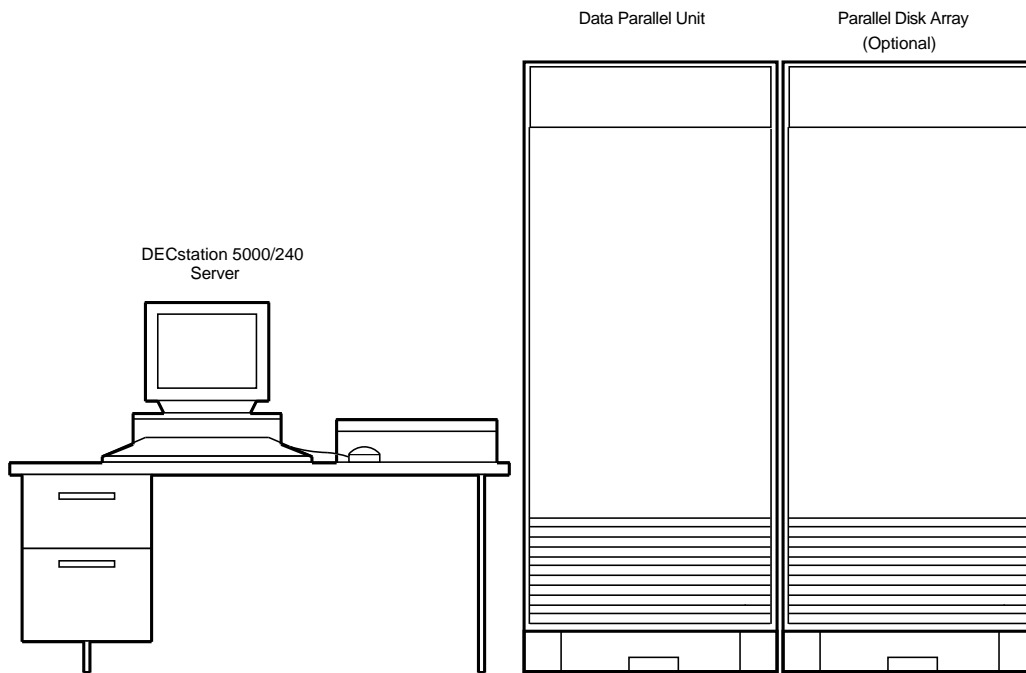 Data Parallel Unit
Parallel Disk Array
(Optional)
DECstation 5000/240
Server